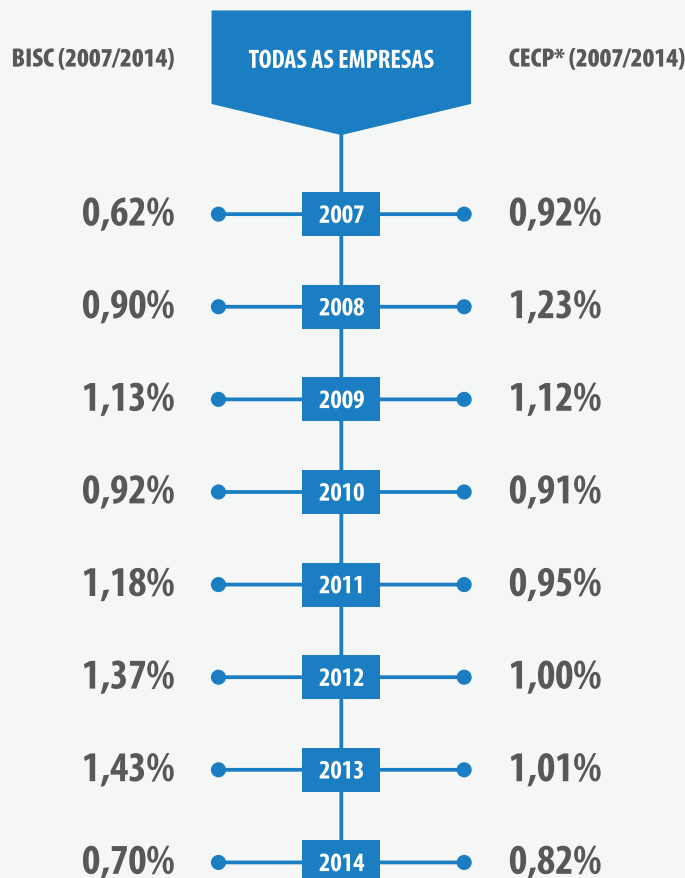 BISC (2007/2014) TODAS AS EMPRESAS CECP* (2007/2014)
0,62% 2007 0,92%
0,90% 2008 1,23%
1,13% 2009 1,12%
0,92% 2010 0,91%
1,18% 2011 0,95%
1,37% 2012 1,00%
1,43% 2013 1,01%
0,70% 2014 0,82%